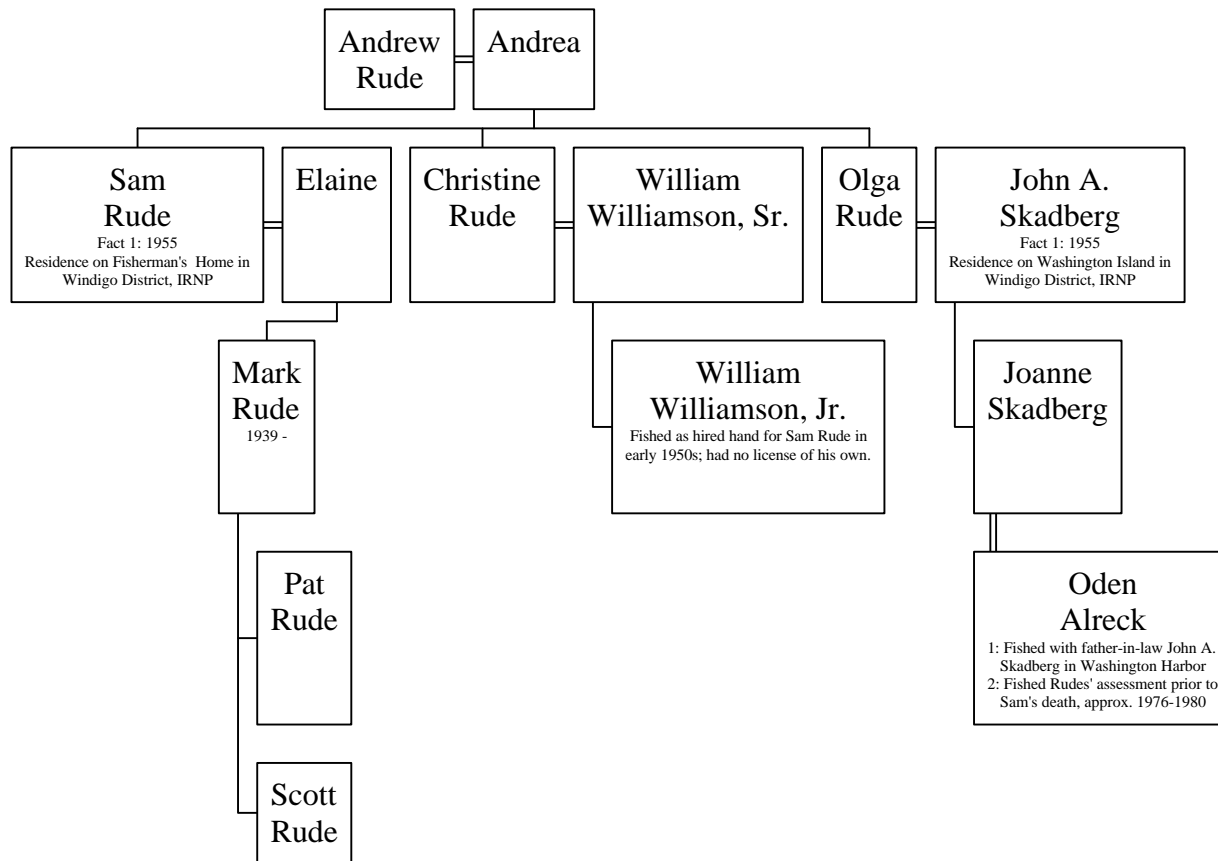 Andrew
Rude
Andrea
Sam
Rude
Fact 1: 1955
Residence on Fisherman's Home in
Windigo District, IRNP
Elaine
Christine
Rude
William
Williamson, Sr.
Olga
Rude
John A.
Skadberg
Fact 1: 1955
Residence on Washington Island in
Windigo District, IRNP
Mark
Rude
1939 -
William
Williamson, Jr.
Fished as hired hand for Sam Rude in
early 1950s; had no license of his own.
Joanne
Skadberg
Pat
Rude
Oden
Alreck
1: Fished with father-in-law John A.
Skadberg in Washington Harbor
2: Fished Rudes' assessment prior to
Sam's death, approx. 1976-1980
Scott
Rude